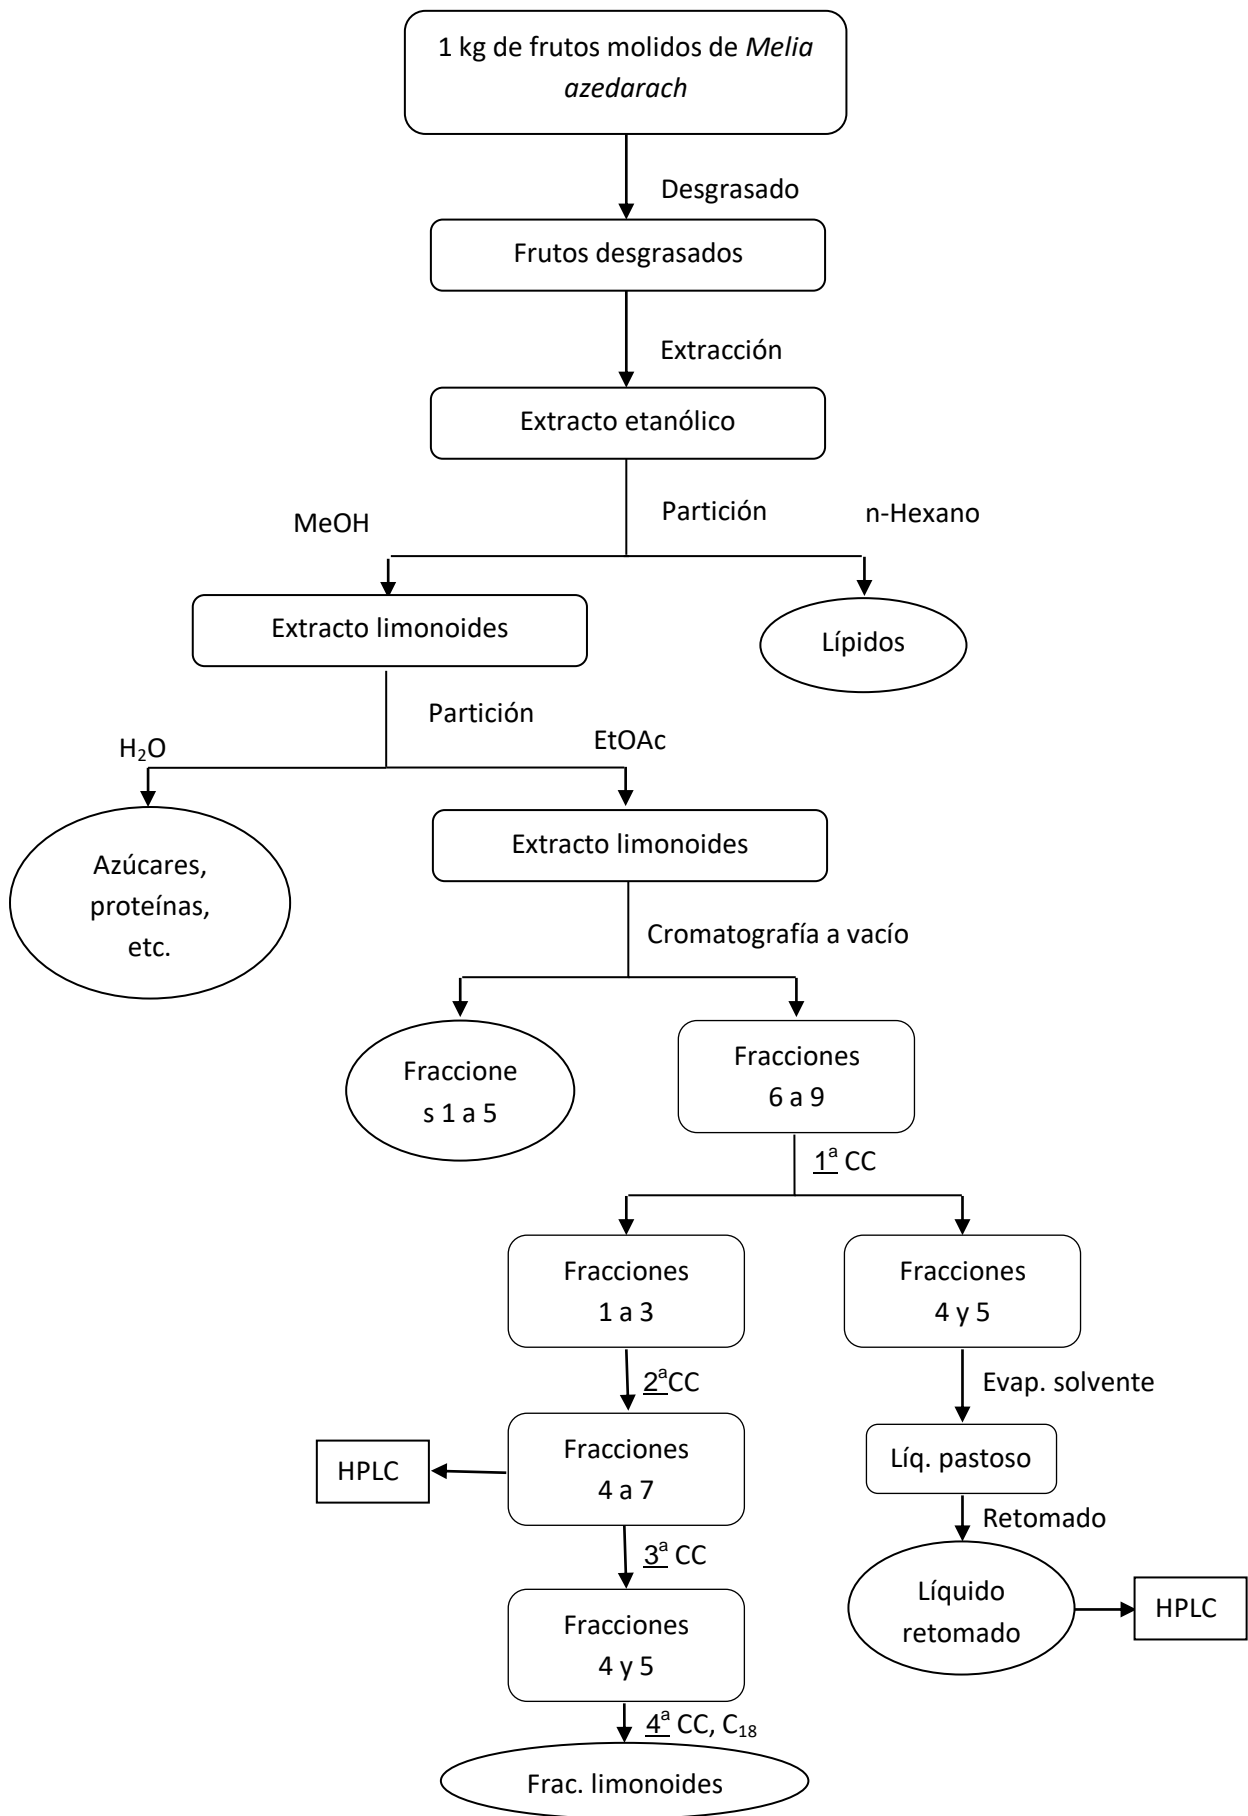 1 kg de frutos molidos de Melia
azedarach
Desgrasado
Frutos desgrasados
Extracción
Extracto etanólico
MeOH
Partición
n-Hexano
Extracto limonoides
Lípidos
Partición
H₂O
EtOAc
Extracto limonoides
Azúcares,
proteínas,
etc.
Cromatografía a vacío
Fraccione
s 1 a 5
Fracciones
6 a 9
1ª CC
Fracciones
1 a 3
Fracciones
4 y 5
2ªCC
Evap. solvente
HPLC
Fracciones
4 a 7
Líq. pastoso
Retomado
3ª CC
Líquido
retomado
HPLC
Fracciones
4 y 5
4ª CC, C₁₈
Frac. limonoides